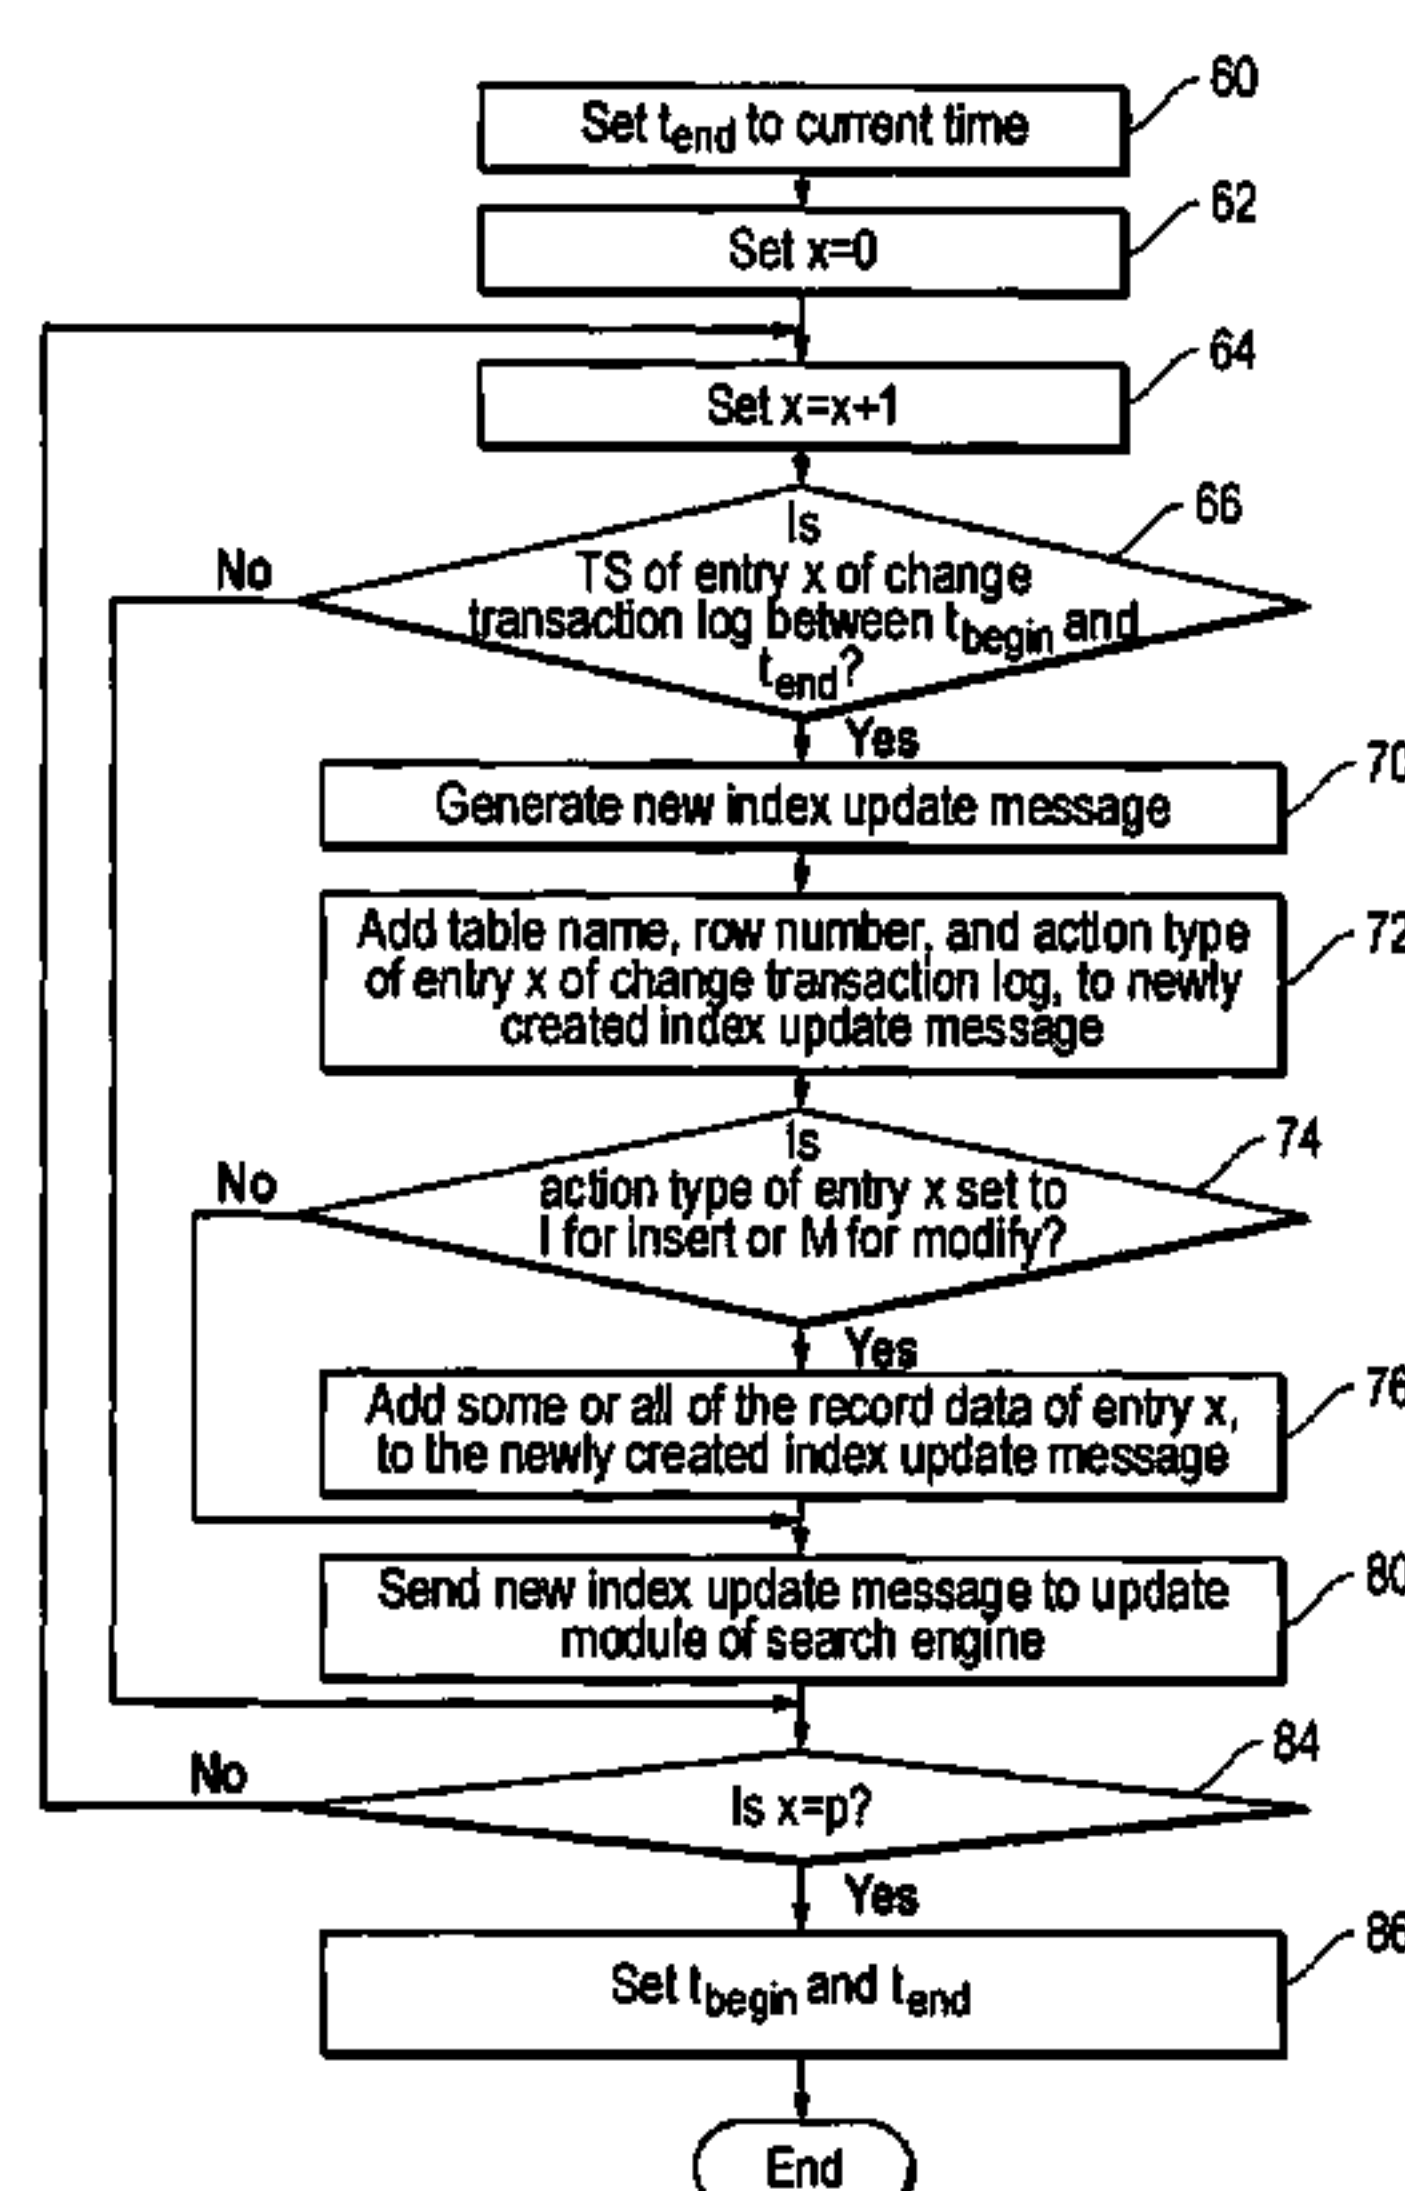 60
Set tend to current time
62
Set x=0
64
Set x=x+1
66
Is
TS of entry x of change
transaction log between tbegin and
tend?
No
Yes
70
Generate new index update message
72
Add table name, row number, and action type
of entry x of change transaction log, to newly
created index update message
74
Is
action type of entry x set to
I for insert or M for modify?
No
Yes
76
Add some or all of the record data of entry x,
to the newly created index update message
80
Send new index update message to update
module of search engine
84
Is x=p?
No
Yes
86
Set tbegin and tend
End